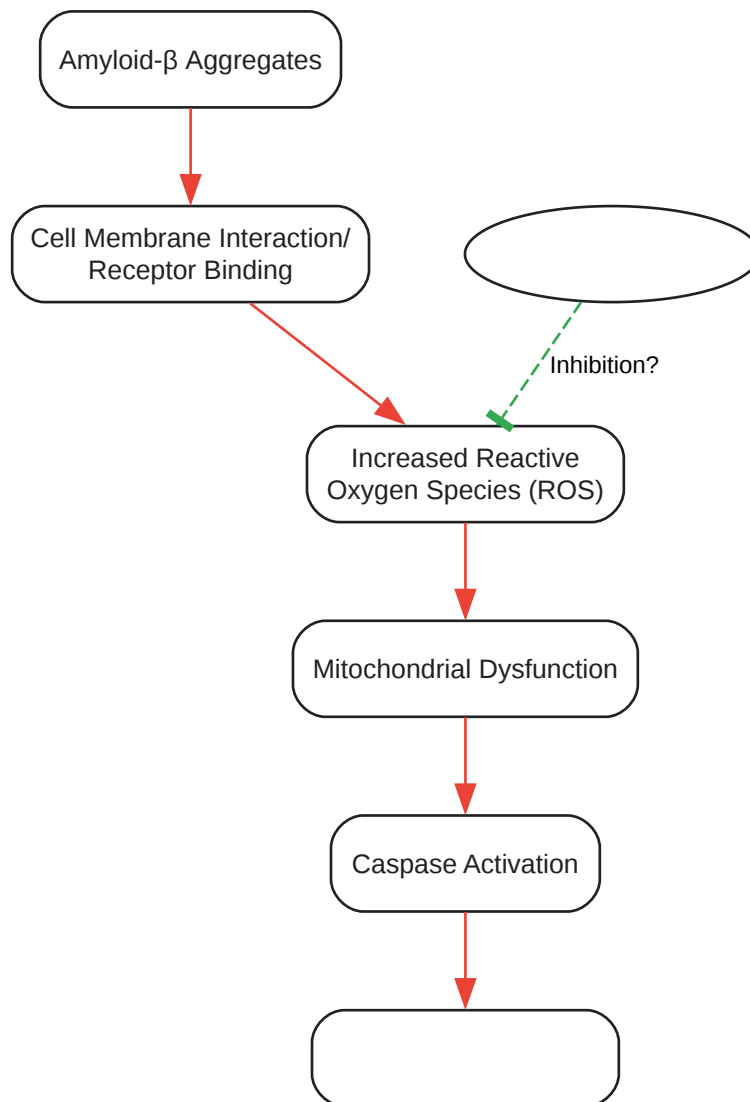 Amyloid-β Aggregates
Cell Membrane Interaction/
Receptor Binding
Inhibition?
Increased Reactive
Oxygen Species (ROS)
Mitochondrial Dysfunction
Caspase Activation